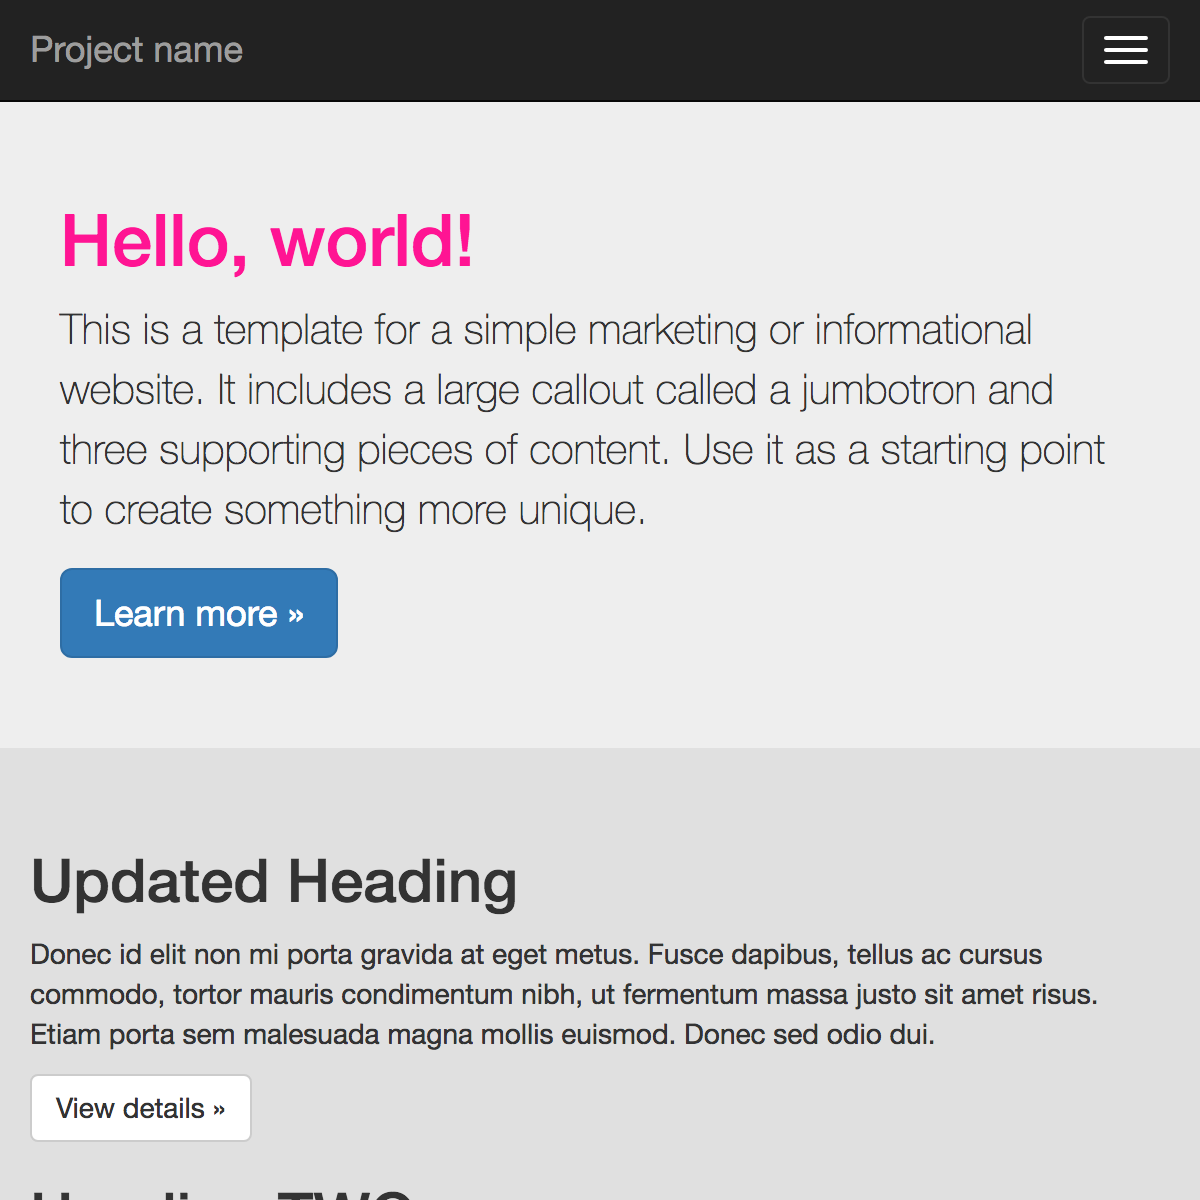 Project name
Hello, world!
This is a template for a simple marketing or informational
website. It includes a large callout called a jumbotron and
three supporting pieces of content. Use it as a starting point
to create something more unique.
Learn more »
Updated Heading
Donec id elit non mi porta gravida at eget metus. Fusce dapibus, tellus ac cursus
commodo, tortor mauris condimentum nibh, ut fermentum massa justo sit amet risus.
Etiam porta sem malesuada magna mollis euismod. Donec sed odio dui.
View details »
Heading TWO